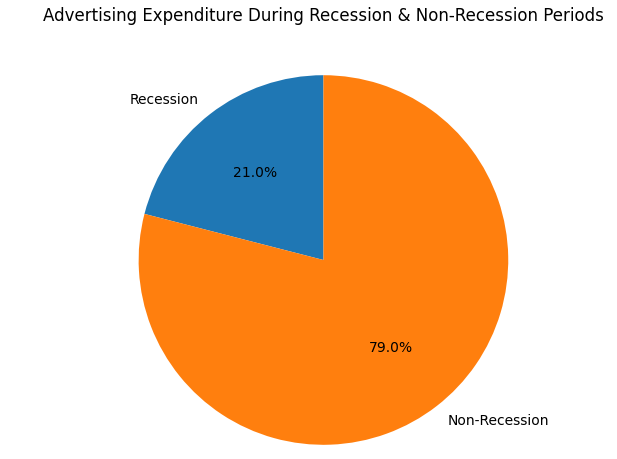 Advertising Expenditure During Recession & Non-Recession Periods
Recession
21.0%
79.0%
Non-Recession